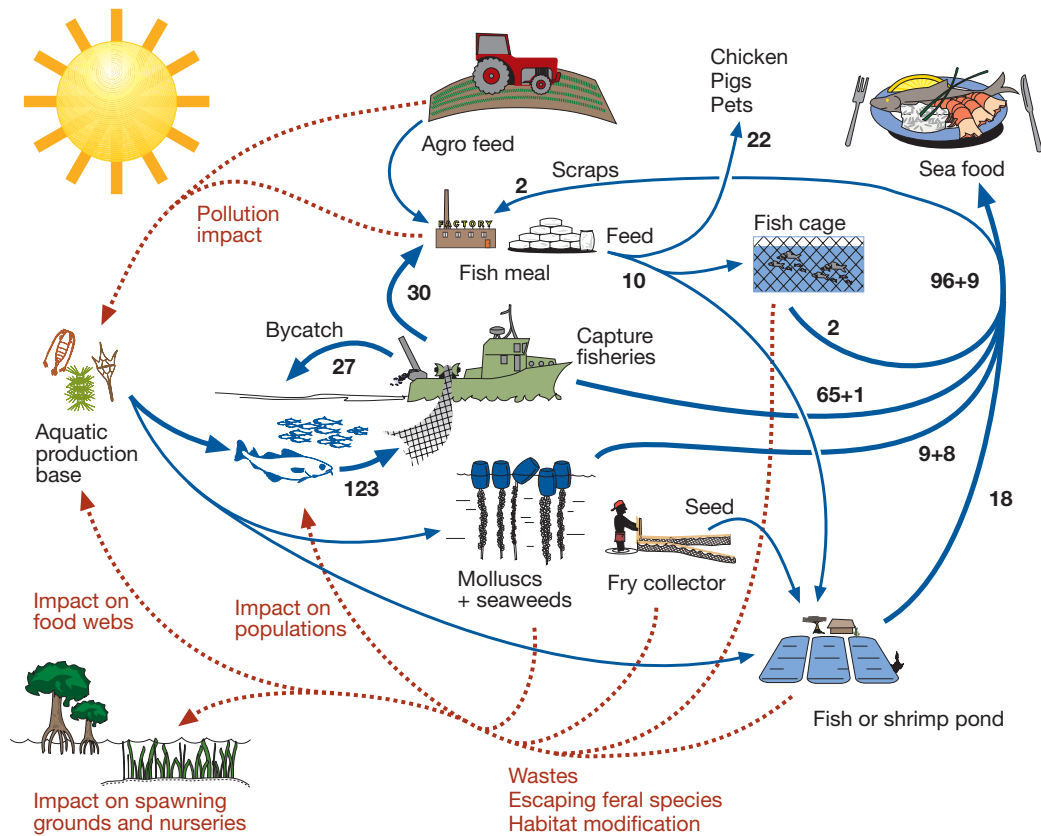 Chicken
Pigs
Pets
22
Sea food
Agro feed
Scraps
2
Pollution
impact
FACTORY
Fish meal
Feed
10
Fish cage
96+9
30
Bycatch
27
Capture
fisheries
2
65+1
Aquatic
production
base
123
9+8
18
Seed
Molluscs
+ seaweeds
Fry collector
Impact on
food webs
Impact on
populations
Fish or shrimp pond
Wastes
Escaping feral species
Habitat modification
Impact on spawning
grounds and nurseries